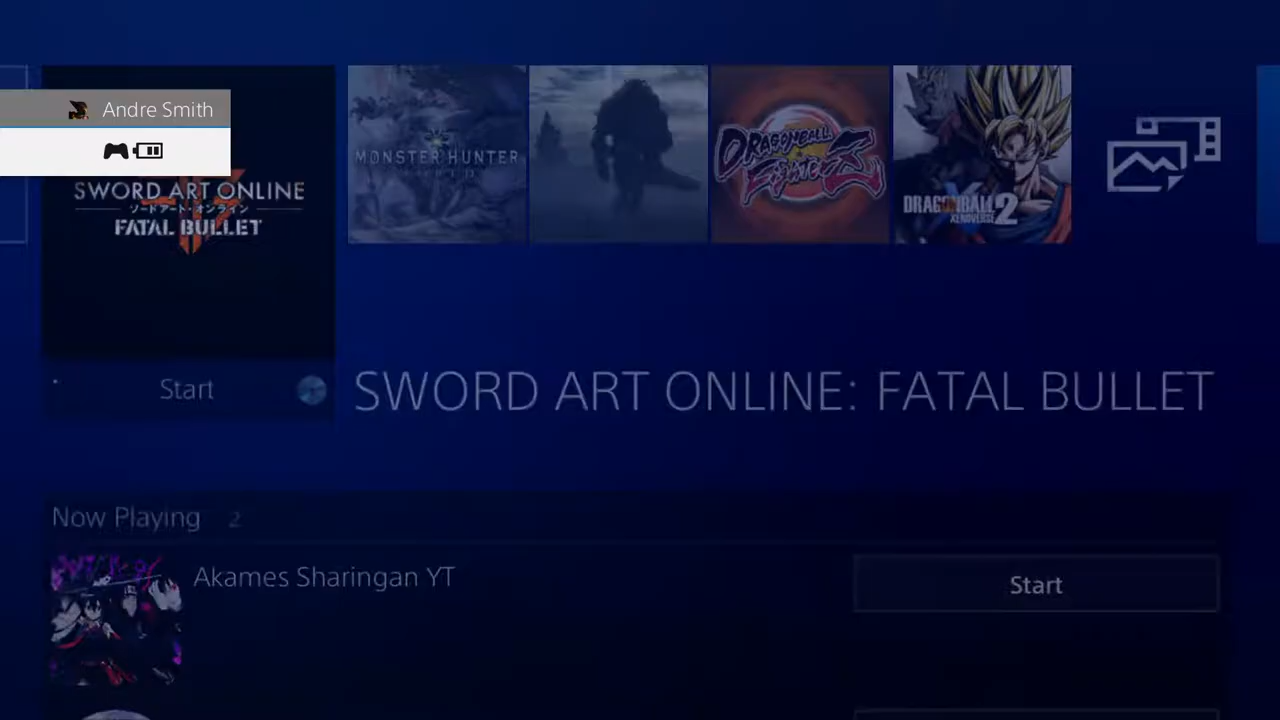 Andre Smith
SWORD ART ONLINE
ソードアート・オンライン
FATAL BULLET
MONSTER HUNTER
WORLD
DRAGONBALL
FighterZ
DRAGONBALL
XENOVERSE 2
Start
SWORD ART ONLINE: FATAL BULLET
Now Playing 2
Akames Sharingan YT
Start